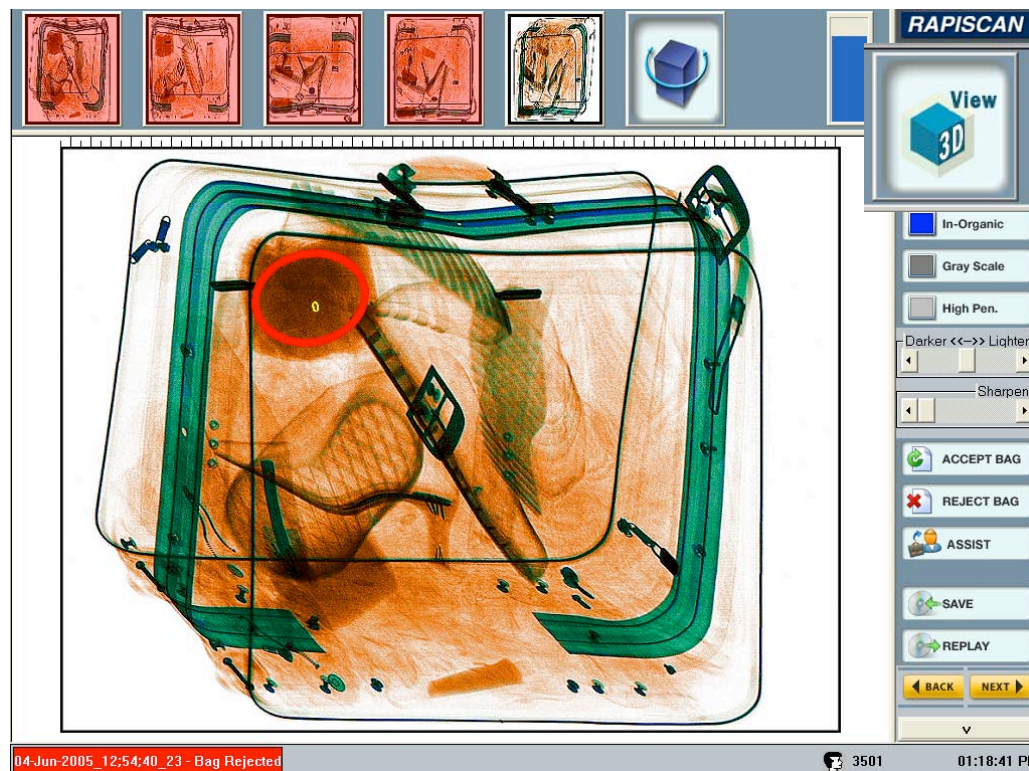 RAPISCAN
View
3D
In-Organic
Gray Scale
High Pen.
Darker <<-->> Lighter
Sharpen
ACCEPT BAG
REJECT BAG
ASSIST
SAVE
REPLAY
BACK NEXT
v
04-Jun-2005_12;54;40_23 - Bag Rejected
3501
01:18:41 P